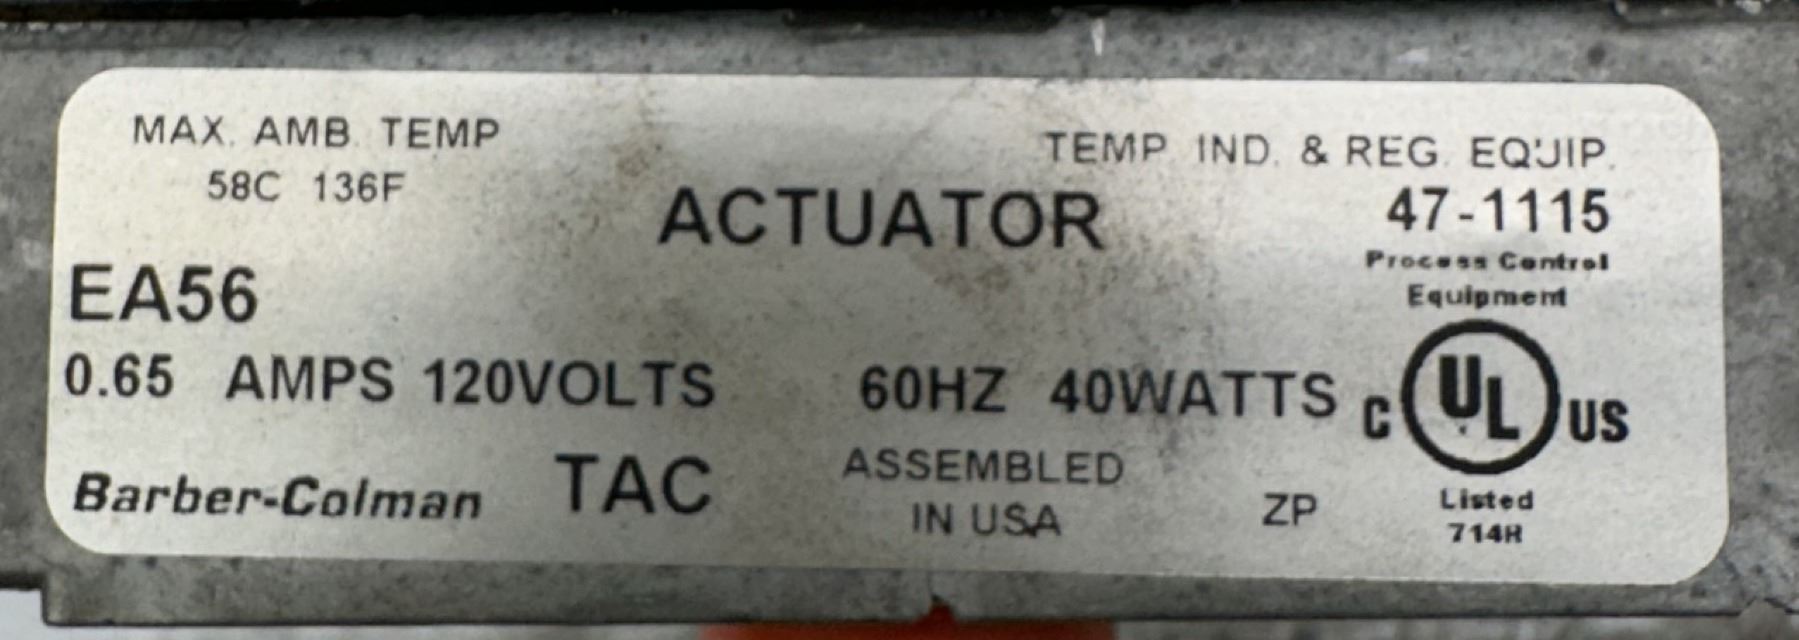 MAX. AMB. TEMP
58C 136F
TEMP IND. & REG. EQUIP.
47-1115
Process Control
Equipment
ACTUATOR
EA56
0.65 AMPS 120VOLTS 60HZ 40WATTS
C UL US
Barber-Colman TAC
ASSEMBLED
IN USA
ZP
Listed
714H